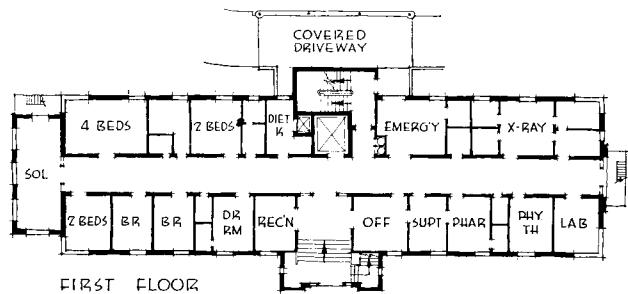 COVERED
DRIVEWAY
4 BEDS
2 BEDS
DIET
K
EMERG'Y
X-RAY
SOL
2 BEDS
BR
BR
DR
RM
REC'N
OFF
SUPT
PHAR
PHY
TH
LAB
FIRST FLOOR